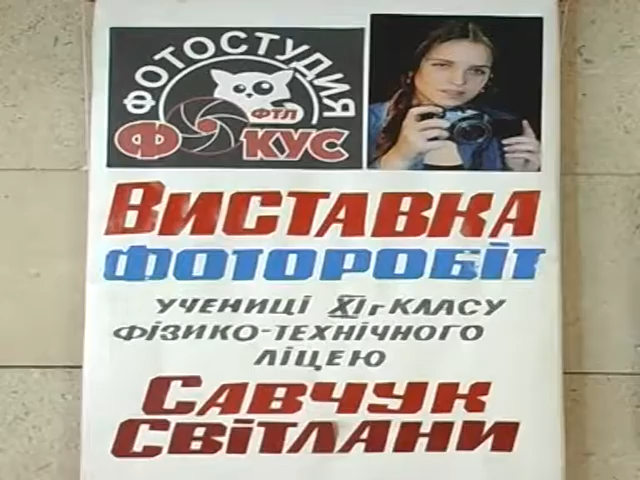 ФОТОСТУДИЯ
ФТЛ
ФОКУС
ВИСТАВКА
ФОТОРОБІТ
УЧЕНИЦІ XI г КЛАСУ
ФІЗИКО-ТЕХНІЧНОГО
ЛІЦЕЮ
САВЧУК
СВІТЛАНИ